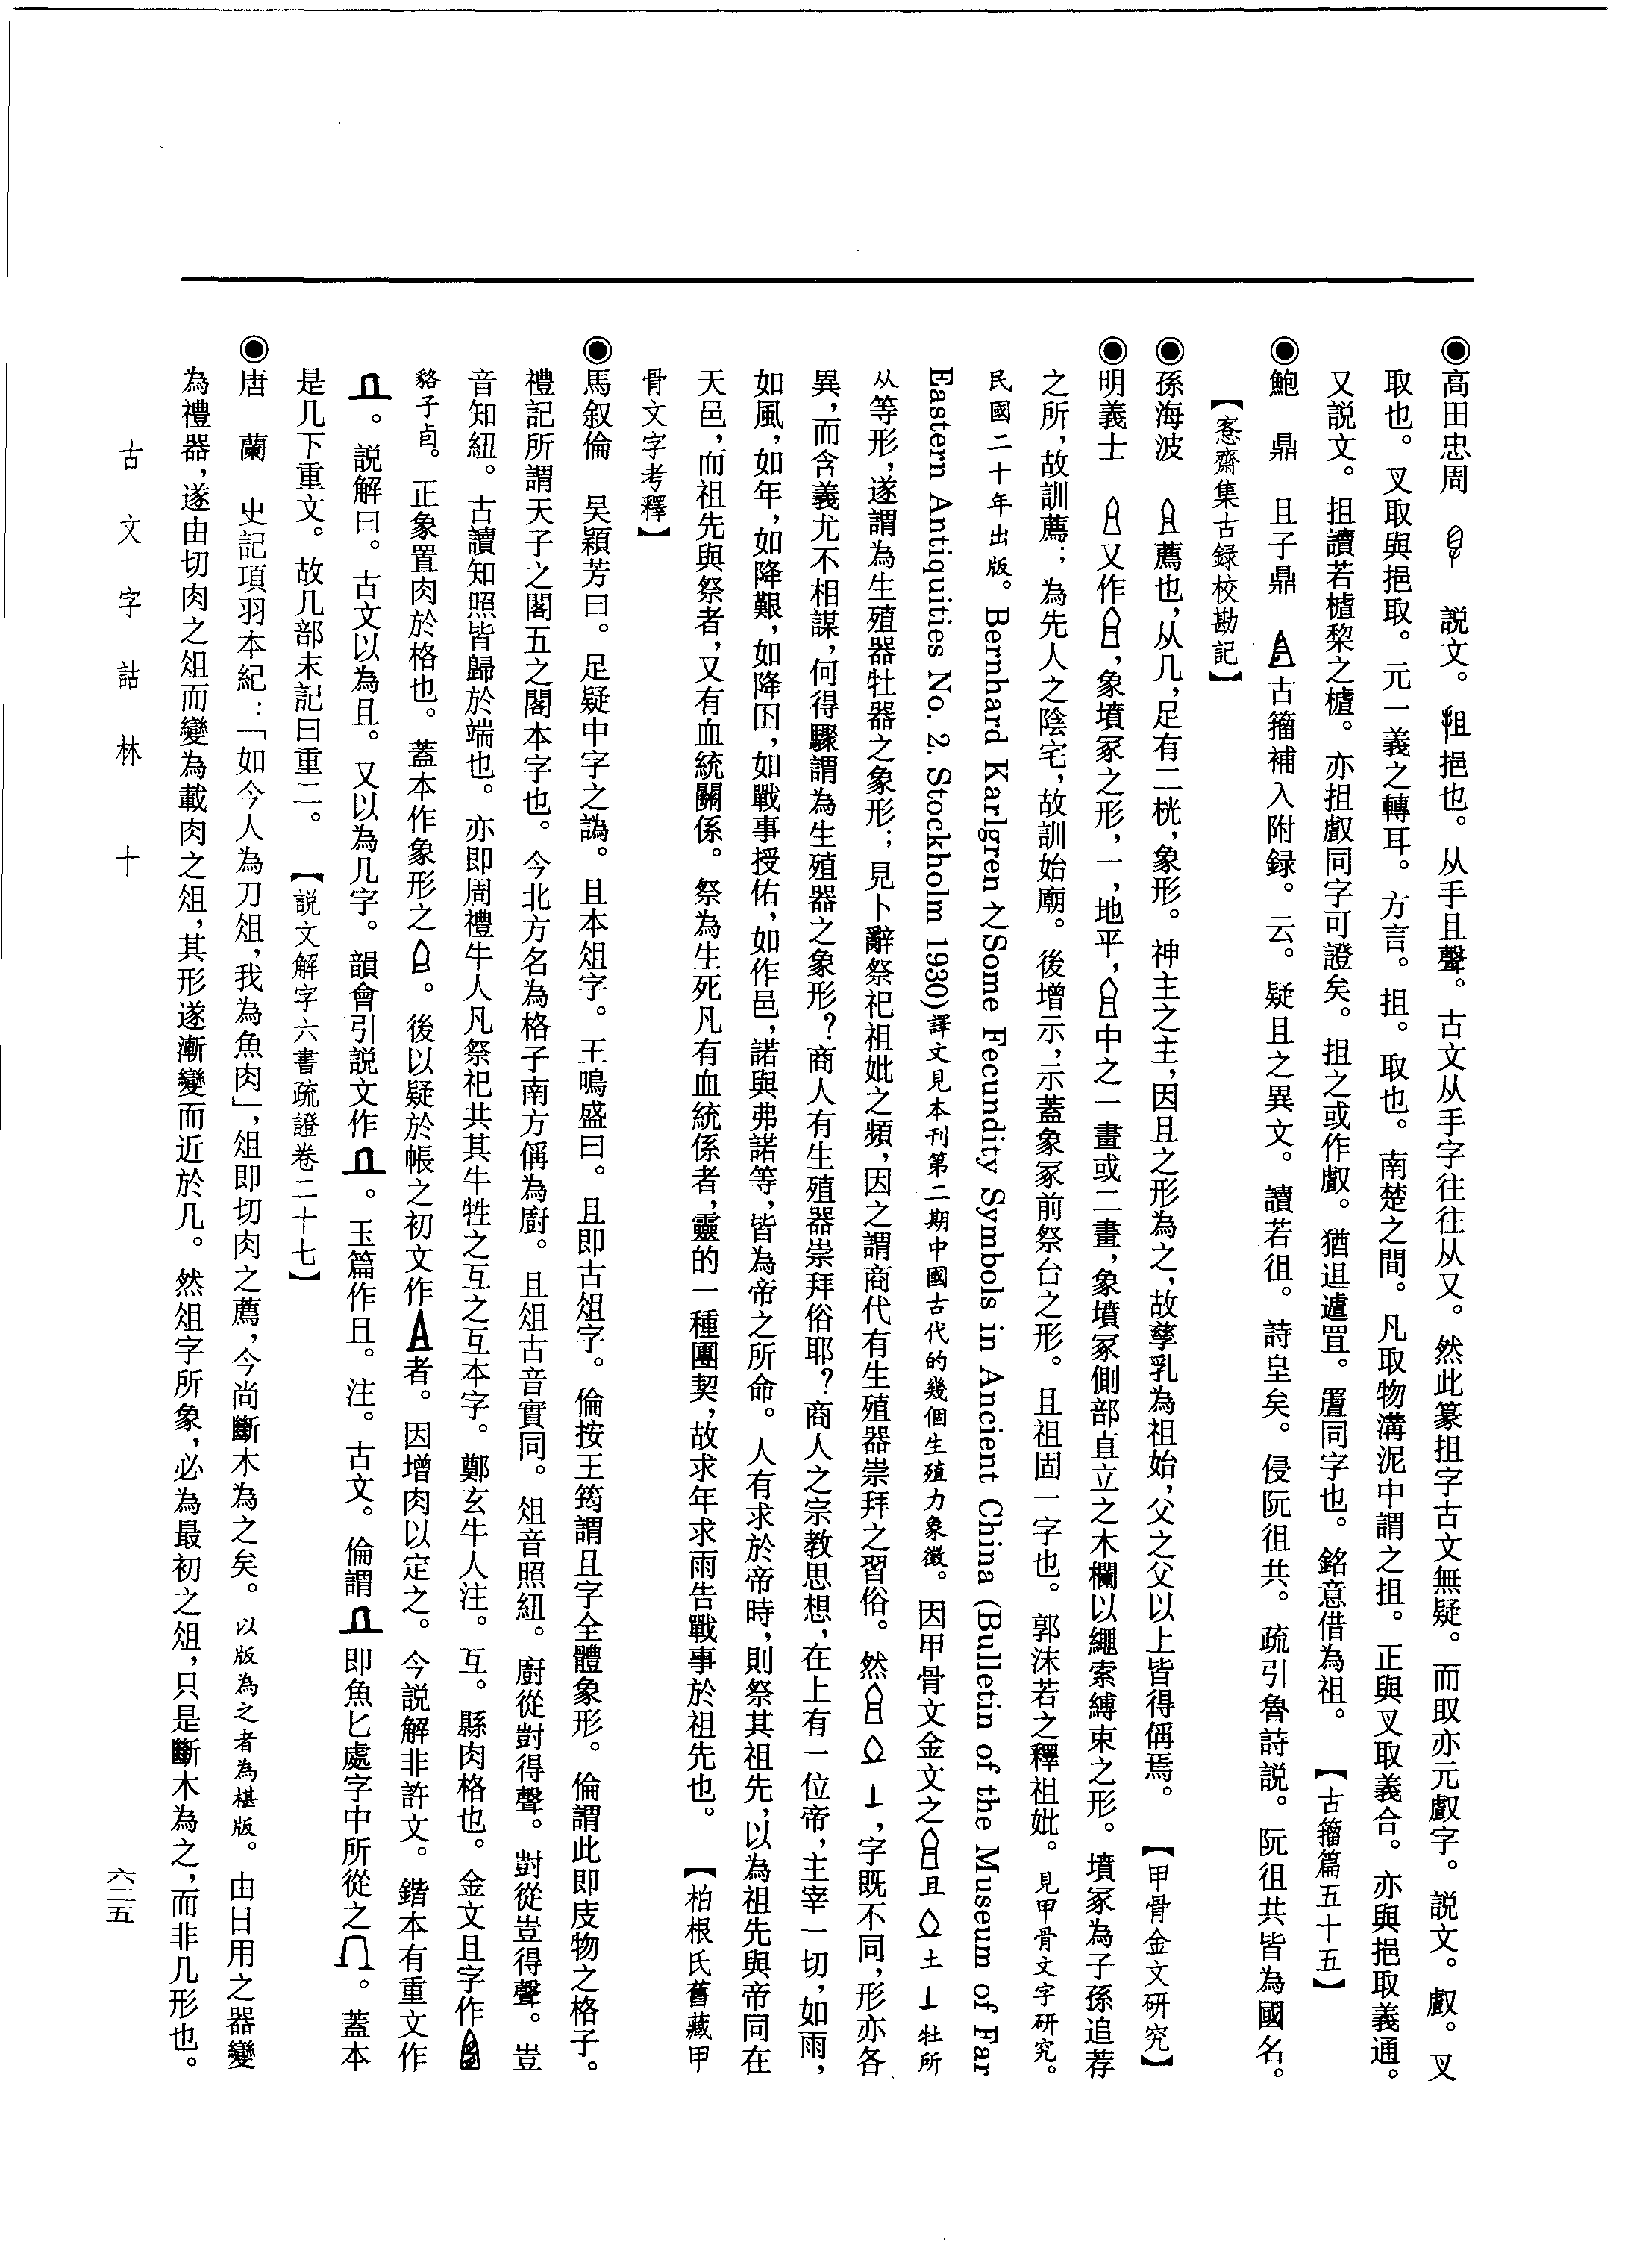 ◉高田忠周　説文。挹也。从手且聲。古文从手字往往从又。然此篆抯字古文無疑。而取亦元䖒字。説文。䖒。又
取也。叉取與挹取。元一義之轉耳。方言。抯。取也。南楚之間。凡取物溝泥中謂之抯。正與叉取義合。亦與挹取義通。
又説文。抯讀若樝棃之樝。亦抯䖒同字可證矣。抯之或作䖒。猶䢐遽罝。䍟同字也。銘意借為祖。【古籀篇五十五】
◉鮑　鼎　且子鼎　古籀補入附録。云。疑且之異文。讀若徂。詩皇矣。侵阮徂共。疏引魯詩説。阮徂共皆為國名。
【愙齋集古録校勘記】
◉孫海波　薦也，从几，足有二桄，象形。神主之主，因且之形為之，故孳乳為祖始，父之父以上皆得偁焉。【甲骨金文研究】
◉明義士　又作，象墳冢之形，一，地平，中之一畫或二畫，象墳冢側部直立之木欄以繩索縛束之形。墳冢為子孫追荐
之所，故訓薦；為先人之陰宅，故訓始廟。後增示，示蓋象冢前祭台之形。且祖固一字也。郭沫若之釋祖妣。見甲骨文字研究。
民國二十年出版。Bernhard Karlgren之Some Fecundity Symbols in Ancient China (Bulletin of the Museum of Far
Eastern Antiquities No. 2. Stockholm 1930)譯文見本刊第二期中國古代的幾個生殖力象徵。因甲骨文金文之且土牡所
从等形，遂謂為生殖器牡器之象形；見卜辭祭祀祖妣之頻，因之謂商代有生殖器崇拜之習俗。然，字既不同，形亦各
異，而含義尤不相謀，何得驟謂為生殖器之象形？商人有生殖器崇拜俗耶？商人之宗教思想，在上有一位帝，主宰一切，如雨，
如風，如年，如降艱，如降，如戰事授佑，如作邑，諾與弗諾等，皆為帝之所命。人有求於帝時，則祭其祖先，以為祖先與帝同在
天邑，而祖先與祭者，又有血統關係。祭為生死凡有血統係者，靈的一種團契，故求年求雨告戰事於祖先也。【柏根氏舊藏甲
骨文字考釋】
◉馬叙倫　吴穎芳曰。足疑中字之譌。且本俎字。王鳴盛曰。且即古俎字。倫按王筠謂且字全體象形。倫謂此即庋物之格子。
禮記所謂天子之閣五之閣本字也。今北方名為格子南方偁為廚。且俎古音實同。俎音照紐。廚從尌得聲。尌從豈得聲。豈
音知紐。古讀知照皆歸於端也。亦即周禮牛人凡祭祀共其牛牲之互之互本字。鄭玄牛人注。互。縣肉格也。金文且字作
貉子卣。正象置肉於格也。蓋本作象形之。後以疑於帳之初文作者。因增肉以定之。今説解非許文。鍇本有重文作
。説解曰。古文以為且。又以為几字。韻會引説文作。玉篇作。注。古文。倫謂即魚匕處字中所從之。蓋本
是几下重文。故几部末記曰重二。【説文解字六書疏證卷二十七】
◉唐　蘭　史記項羽本紀：「如今人為刀俎，我為魚肉」，俎即切肉之薦，今尚斷木為之矣。以版為之者為椹版。由日用之器變
為禮器，遂由切肉之俎而變為載肉之俎，其形遂漸變而近於几。然俎字所象，必為最初之俎，只是斷木為之，而非几形也。
古文字詁林　十
六二五